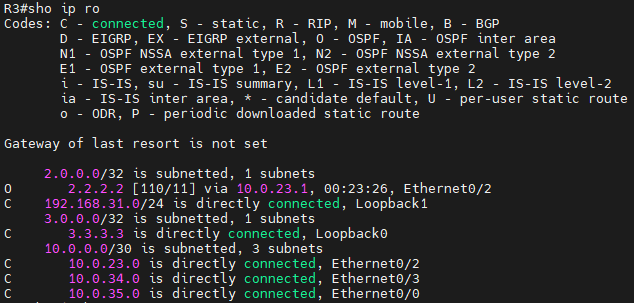 R3#sho ip ro
Codes: C - connected, S - static, R - RIP, M - mobile, B - BGP
       D - EIGRP, EX - EIGRP external, O - OSPF, IA - OSPF inter area
       N1 - OSPF NSSA external type 1, N2 - OSPF NSSA external type 2
       E1 - OSPF external type 1, E2 - OSPF external type 2
       i - IS-IS, su - IS-IS summary, L1 - IS-IS level-1, L2 - IS-IS level-2
       ia - IS-IS inter area, * - candidate default, U - per-user static route
       o - ODR, P - periodic downloaded static route
Gateway of last resort is not set
     2.0.0.0/32 is subnetted, 1 subnets
O       2.2.2.2 [110/11] via 10.0.23.1, 00:23:26, Ethernet0/2
C    192.168.31.0/24 is directly connected, Loopback1
     3.0.0.0/32 is subnetted, 1 subnets
C       3.3.3.3 is directly connected, Loopback0
     10.0.0.0/30 is subnetted, 3 subnets
C       10.0.23.0 is directly connected, Ethernet0/2
C       10.0.34.0 is directly connected, Ethernet0/3
C       10.0.35.0 is directly connected, Ethernet0/0